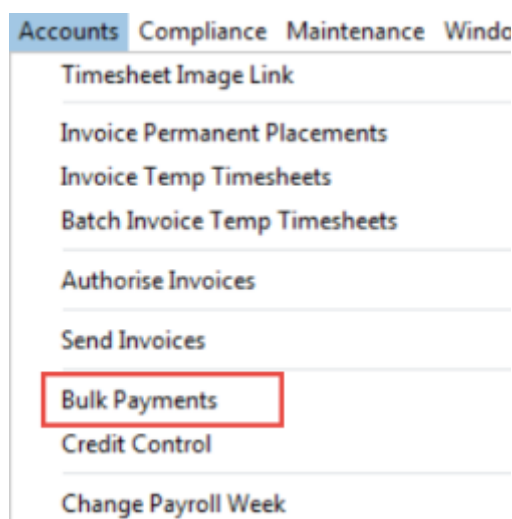 Accounts Compliance Maintenance
Timesheet Image Link
Invoice Permanent Placements
Invoice Temp Timesheets
Batch Invoice Temp Timesheets
Authorise Invoices
Send Invoices
Bulk Payments
Credit Control
Change Payroll Week